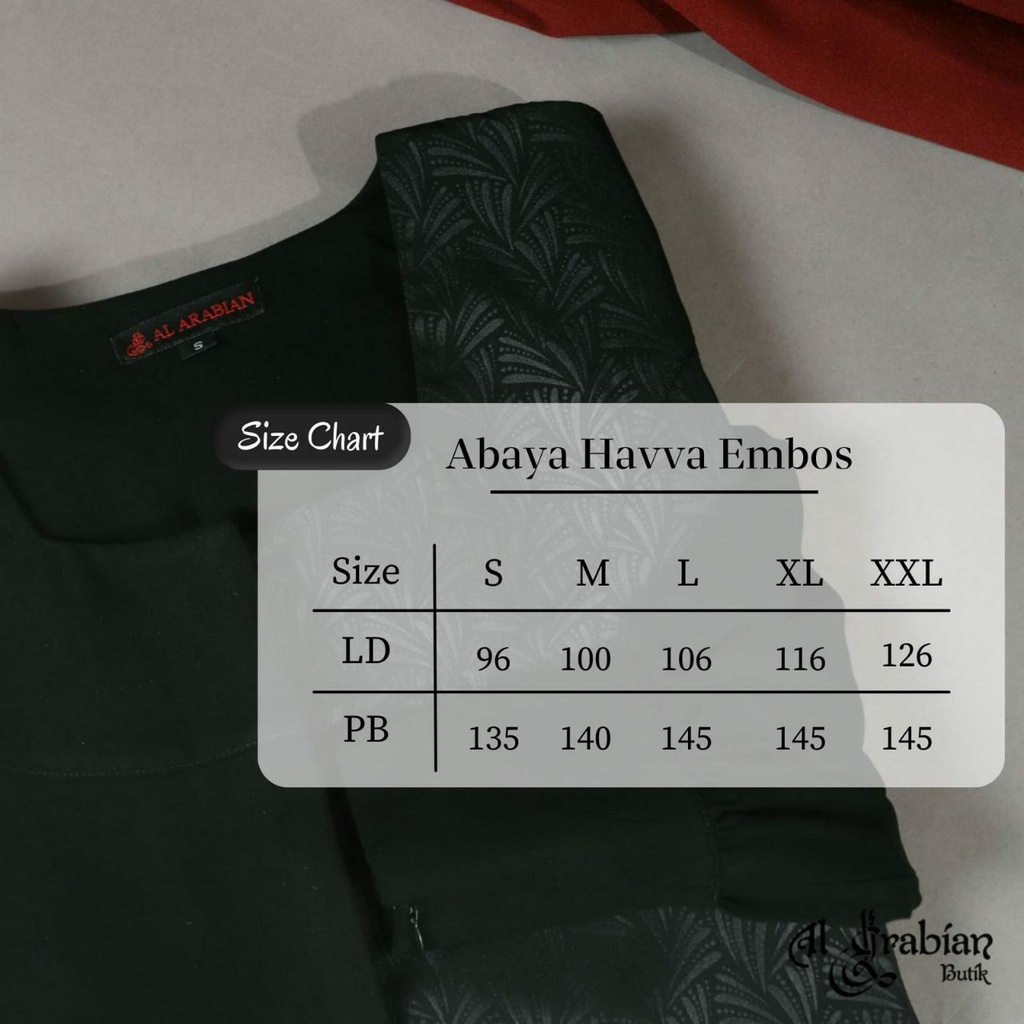 AL ARABIAN
S
Size Chart
Abaya Havva Embos
Size S M L XL XXL
LD 96 100 106 116 126
PB 135 140 145 145 145
Al Arabian
Butik